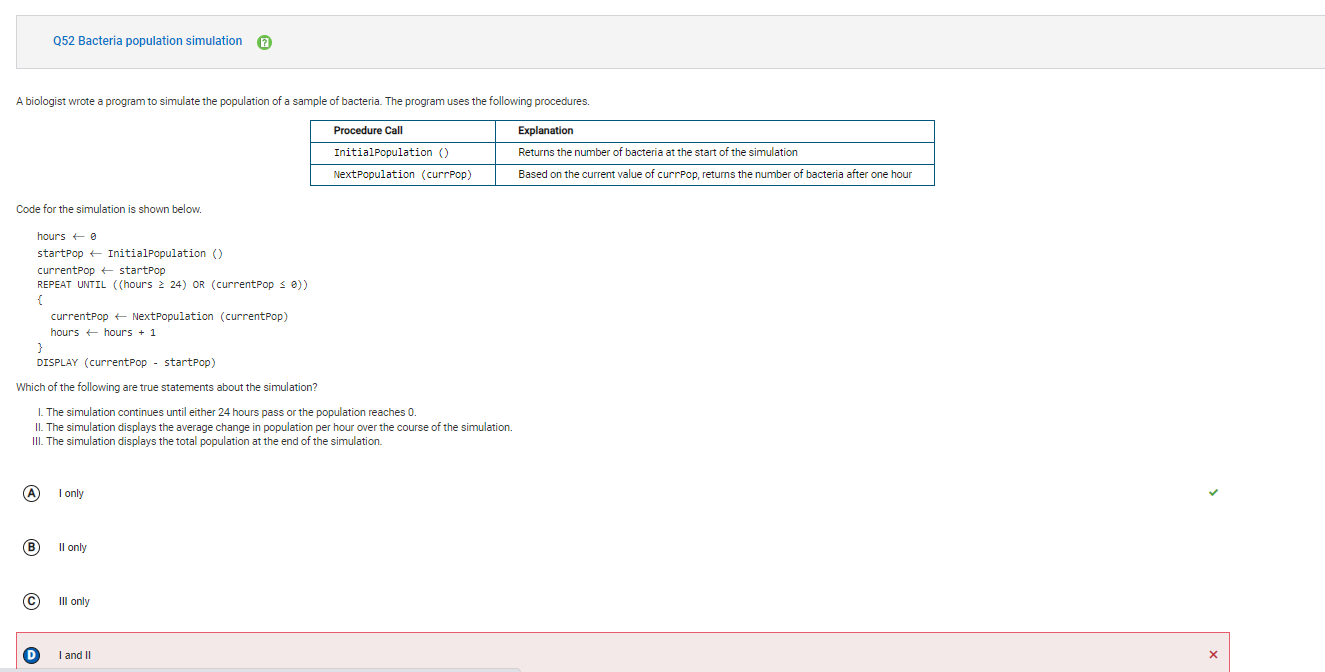 Q52 Bacteria population simulation
A biologist wrote a program to simulate the population of a sample of bacteria. The program uses the following procedures.
Procedure Call Explanation
InitialPopulation () Returns the number of bacteria at the start of the simulation
NextPopulation (currPop) Based on the current value of currPop, returns the number of bacteria after one hour
Code for the simulation is shown below.
hours ← 0
startPop ← InitialPopulation ()
currentPop ← startPop
REPEAT UNTIL ((hours ≥ 24) OR (currentPop ≤ 0))
{
currentPop ← NextPopulation (currentPop)
hours ← hours + 1
}
DISPLAY (currentPop - startPop)
Which of the following are true statements about the simulation?
I. The simulation continues until either 24 hours pass or the population reaches 0.
II. The simulation displays the average change in population per hour over the course of the simulation.
III. The simulation displays the total population at the end of the simulation.
A I only
B II only
C III only
D I and II